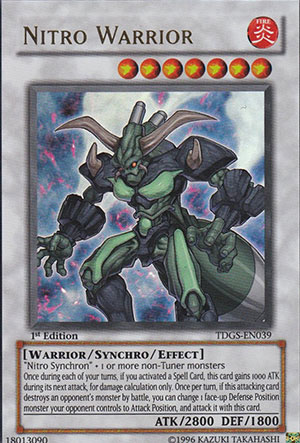 NITRO WARRIOR
FIRE
炎
1st Edition
TDGS-EN039
[WARRIOR/SYNCHRO/EFFECT]
"Nitro Synchron" + 1 or more non-Tuner monsters
Once during each of your turns, if you activated a Spell Card, this card gains 1000 ATK
during its next attack, for damage calculation only. Once per turn, if this attacking card
destroys an opponent's monster by battle, you can change 1 face-up Defense Position
monster your opponent controls to Attack Position, and attack it with this card.
ATK/2800 DEF/1800
18013090
©1996 KAZUKI TAKAHASHI